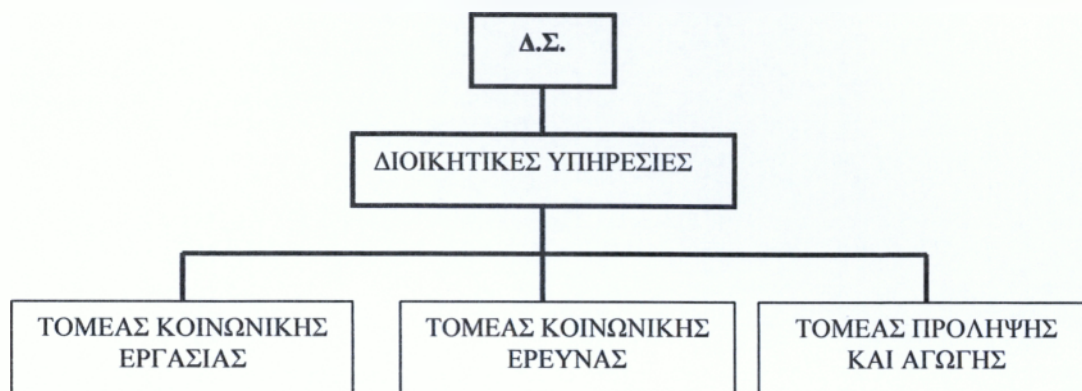 Δ.Σ.
ΔΙΟΙΚΗΤΙΚΕΣ ΥΠΗΡΕΣΙΕΣ
ΤΟΜΕΑΣ ΚΟΙΝΩΝΙΚΗΣ
ΕΡΓΑΣΙΑΣ
ΤΟΜΕΑΣ ΚΟΙΝΩΝΙΚΗΣ
ΕΡΕΥΝΑΣ
ΤΟΜΕΑΣ ΠΡΟΛΗΨΗΣ
ΚΑΙ ΑΓΩΓΗΣ